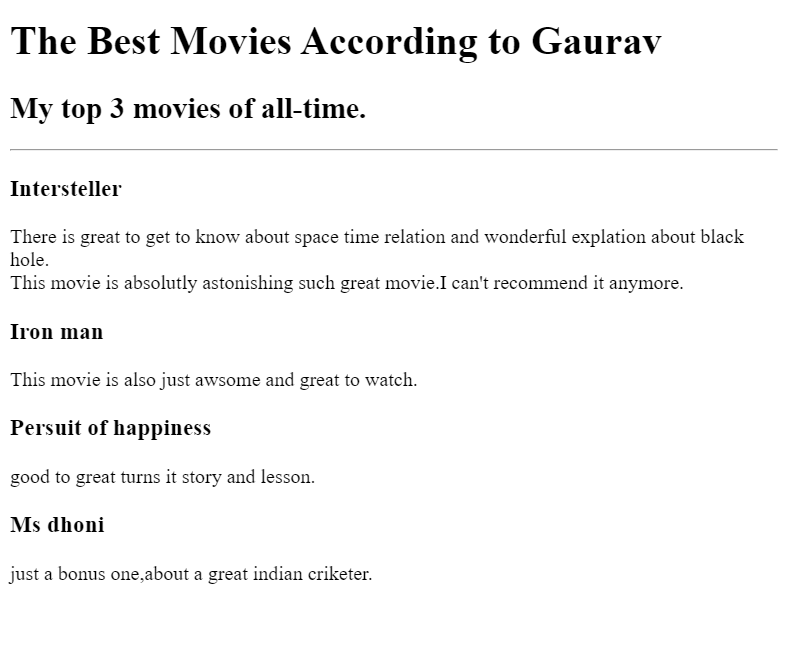 The Best Movies According to Gaurav
My top 3 movies of all-time.
Intersteller
There is great to get to know about space time relation and wonderful explation about black
hole.
This movie is absolutly astonishing such great movie.I can't recommend it anymore.
Iron man
This movie is also just awsome and great to watch.
Persuit of happiness
good to great turns it story and lesson.
Ms dhoni
just a bonus one,about a great indian criketer.